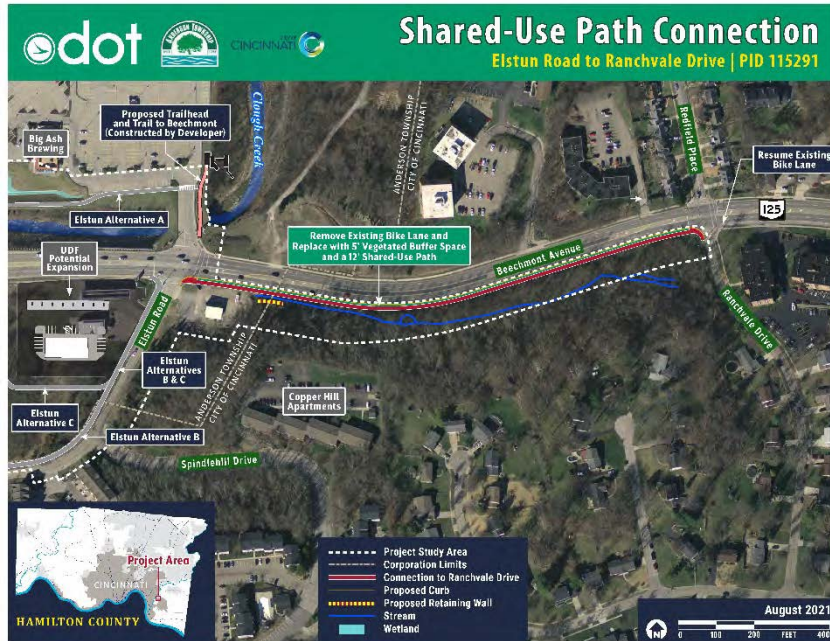 odot
ANDERSON TOWNSHIP
CINCINNATI
Shared-Use Path Connection
Elstun Road to Ranchvale Drive | PID 115291
Proposed Trailhead
and Trail to Beechmont
(Constructed by Developer)
Clough Creek
Big Ash
Brewing
Elstun Alternative A
ANDERSON TOWNSHIP
CITY OF CINCINNATI
Redfield Place
Resume Existing
Bike Lane
125
UDF
Potential
Expansion
Remove Existing Bike Lane and
Replace with 5' Vegetated Buffer Space
and a 12' Shared-Use Path
Beechmont Avenue
Elstun Road
Ranchvale Drive
ANDERSON TOWNSHIP
CITY OF CINCINNATI
Elstun
Alternatives
B & C
Elstun
Alternative C
Copper Hill
Apartments
Elstun Alternative B
Spindlehill Drive
Project Area
CINCINNATI
HAMILTON COUNTY
Project Study Area
Corporation Limits
Connection to Ranchvale Drive
Proposed Curb
Proposed Retaining Wall
Stream
Wetland
August 2021
0 100 200 FEET 400